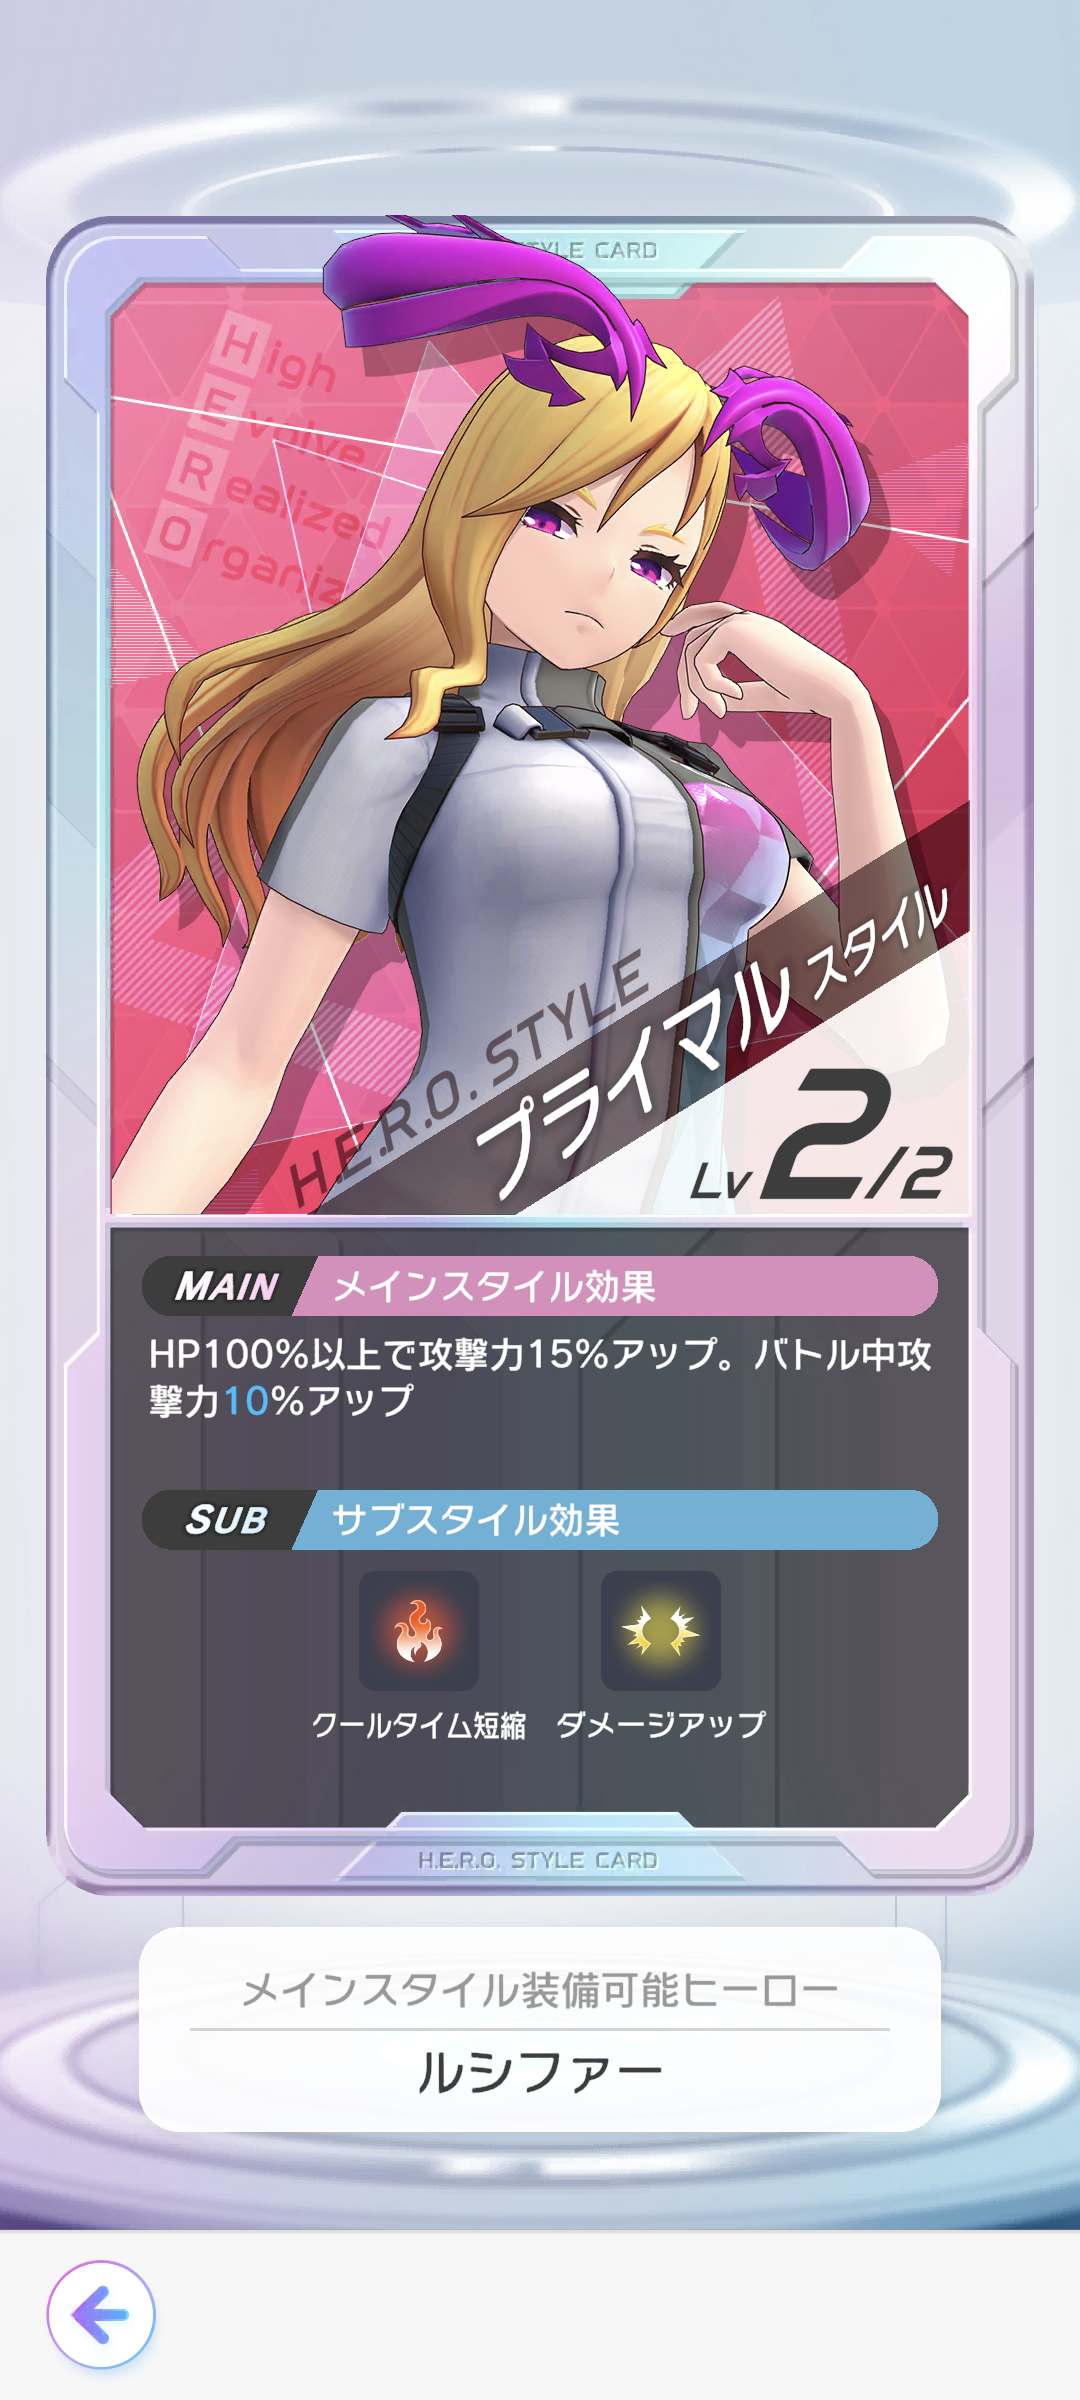 STYLE CARD
High
Evolve
Realized
Organiz
H.E.R.O. STYLE
プライマルスタイル
Lv2/2
MAIN メインスタイル効果
HP100%以上で攻撃力15%アップ。バトル中攻
撃力10%アップ
SUB サブスタイル効果
クールタイム短縮 ダメージアップ
H.E.R.O. STYLE CARD
メインスタイル装備可能ヒーロー
ルシファー